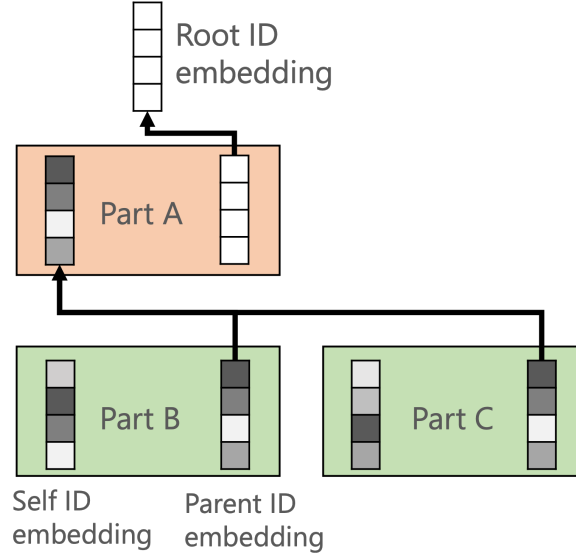 Root ID
embedding
Part A
Part B
Part C
Self ID
embedding
Parent ID
embedding